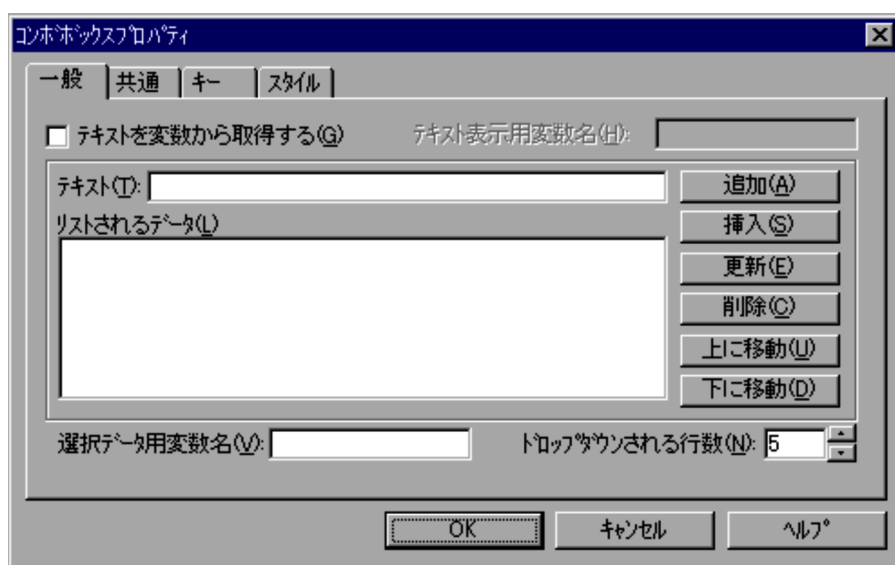 コンボボックスプロパティ
一般 共通 キー スタイル
テキストを変数から取得する(G) テキスト表示用変数名(H):
テキスト(T): 追加(A)
リストされるデータ(L) 挿入(S)
更新(E)
削除(C)
上に移動(U)
下に移動(D)
選択データ用変数名(V): ドロップダウンされる行数(N): 5
OK キャンセル ヘルプ